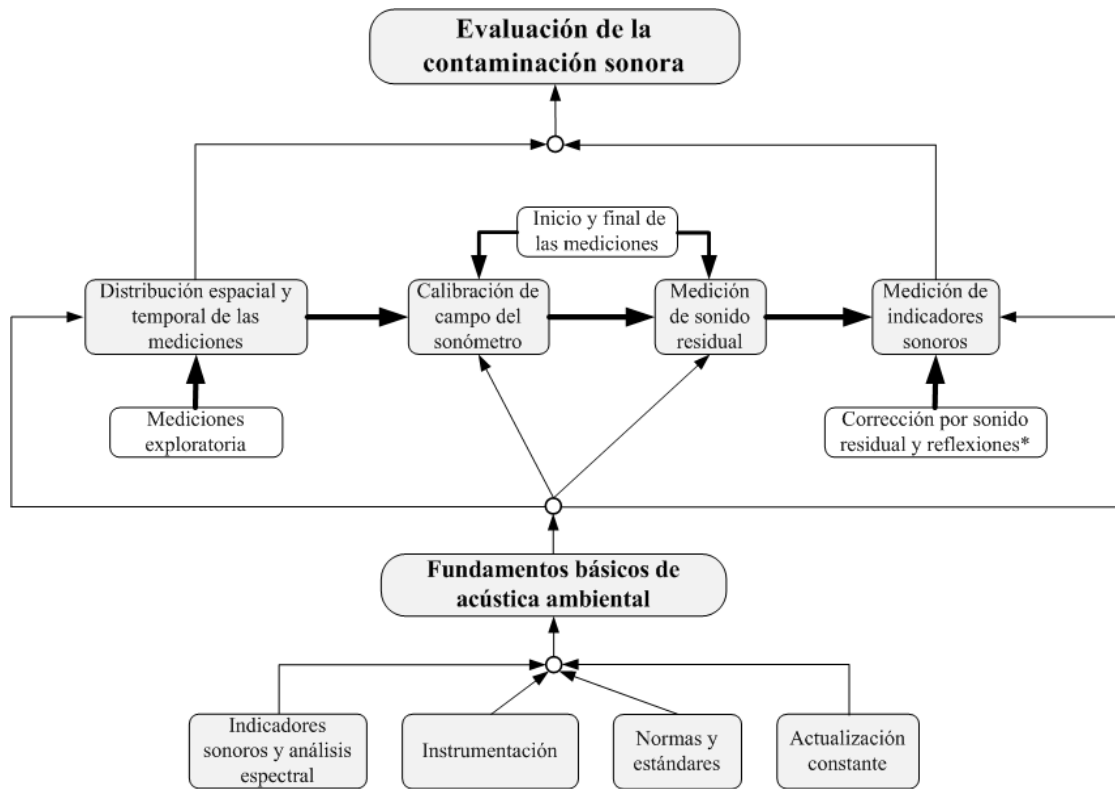 Evaluación de la
contaminación sonora
Inicio y final de
las mediciones
Distribución espacial y
temporal de las
mediciones
Calibración de
campo del
sonómetro
Medición
de sonido
residual
Medición de
indicadores
sonoros
Mediciones
exploratoria
Corrección por sonido
residual y reflexiones*
Fundamentos básicos de
acústica ambiental
Indicadores
sonoros y análisis
espectral
Instrumentación
Normas y
estándares
Actualización
constante